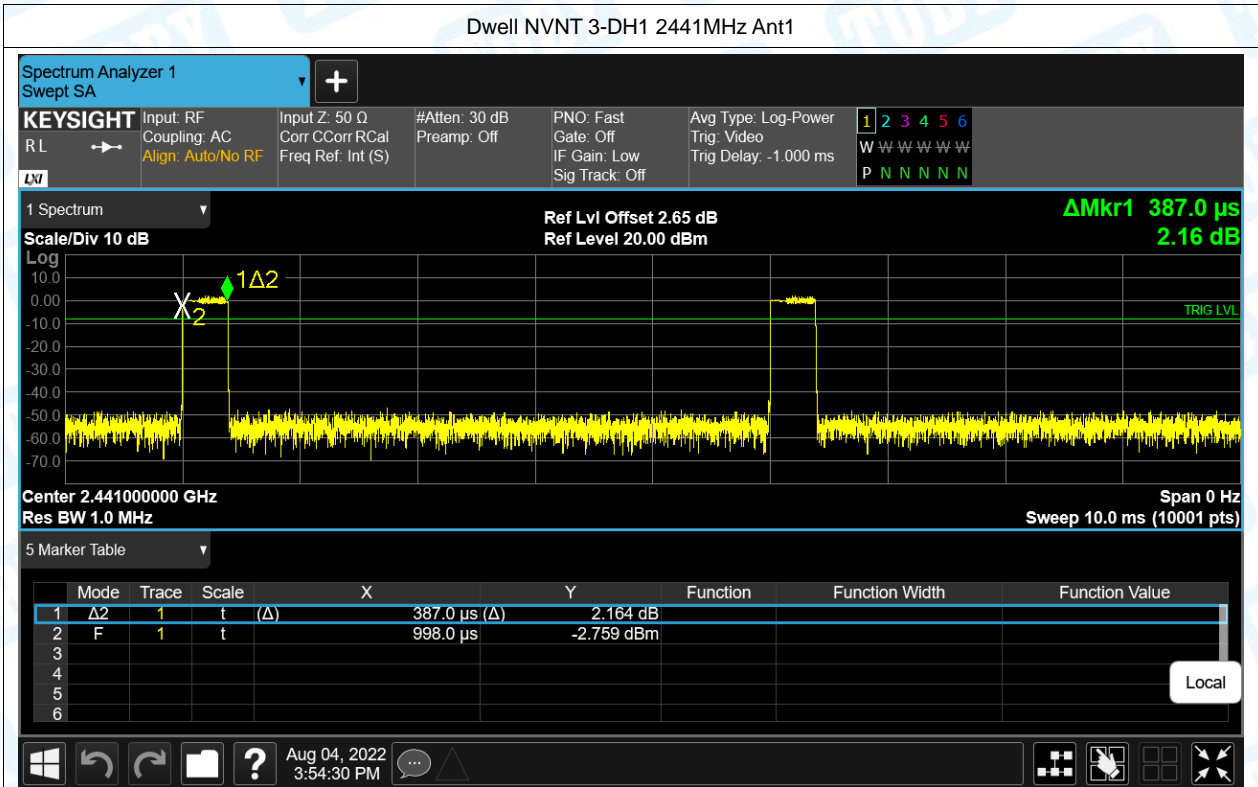 Dwell NVNT 3-DH1 2441MHz Ant1
Spectrum Analyzer 1
Swept SA
KEYSIGHT
RL
LXI
Input: RF
Coupling: AC
Align: Auto/No RF
Input Z: 50 Ω
Corr CCorr RCal
Freq Ref: Int (S)
#Atten: 30 dB
Preamp: Off
PNO: Fast
Gate: Off
IF Gain: Low
Sig Track: Off
Avg Type: Log-Power
Trig: Video
Trig Delay: -1.000 ms
1 2 3 4 5 6
W W W W W W
P N N N N N
1 Spectrum
Scale/Div 10 dB
Ref Lvl Offset 2.65 dB
Ref Level 20.00 dBm
ΔMkr1 387.0 µs
2.16 dB
Log
10.0
0.00
-10.0
-20.0
-30.0
-40.0
-50.0
-60.0
-70.0
1Δ2
X2
TRIG LVL
Center 2.441000000 GHz
Span 0 Hz
Res BW 1.0 MHz
Sweep 10.0 ms (10001 pts)
5 Marker Table
Mode Trace Scale X Y Function Function Width Function Value
1 Δ2 1 t (Δ) 387.0 µs (Δ) 2.164 dB
2 F 1 t 998.0 µs -2.759 dBm
3
4
5
6
Local
?
Aug 04, 2022
3:54:30 PM